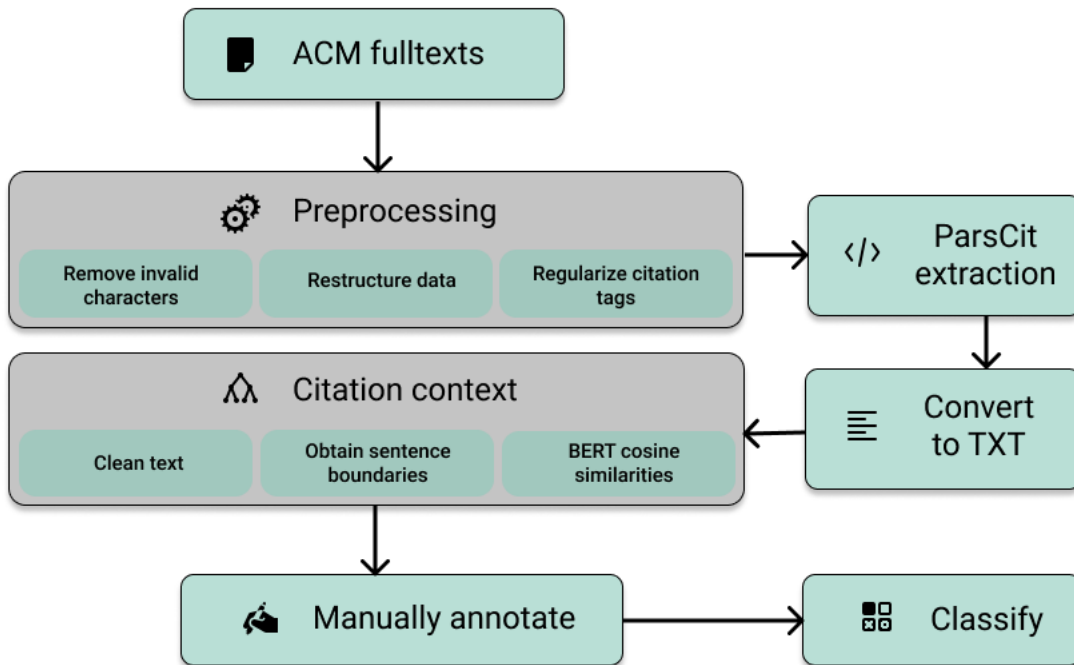 ACM fulltexts
Preprocessing
Remove invalid
characters
Restructure data
Regularize citation
tags
</>
ParsCit
extraction
Convert
to TXT
Citation context
Clean text
Obtain sentence
boundaries
BERT cosine
similarities
Manually annotate
Classify